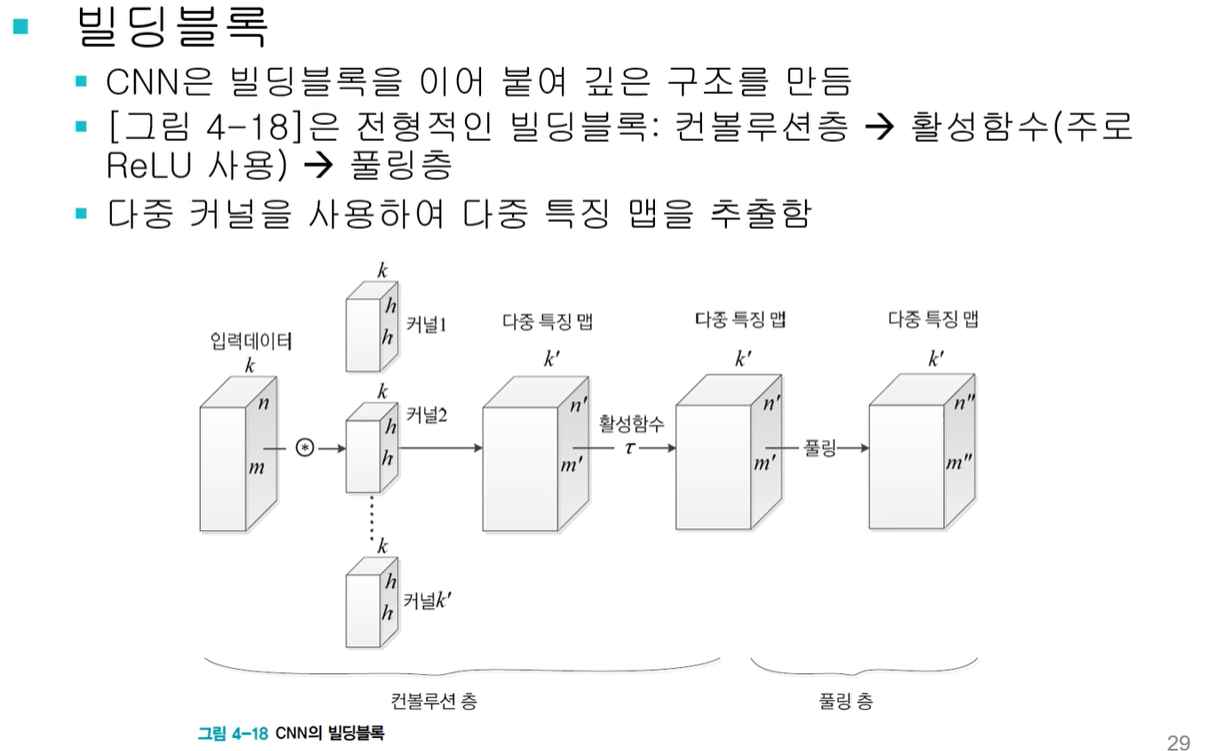 빌딩블록
CNN은 빌딩블록을 이어 붙여 깊은 구조를 만듬
[그림 4-18]은 전형적인 빌딩블록: 컨볼루션층 → 활성함수(주로
ReLU 사용) → 풀링층
다중 커널을 사용하여 다중 특징 맵을 추출함
입력데이터
k
n
m
k
h
h
커널1
k
h
h
커널2
k
h
h
커널k'
다중 특징 맵
k'
n'
m'
활성함수
τ
다중 특징 맵
k'
n'
m'
풀링
다중 특징 맵
k'
n''
m''
컨볼루션 층
풀링 층
그림 4-18 CNN의 빌딩블록
29